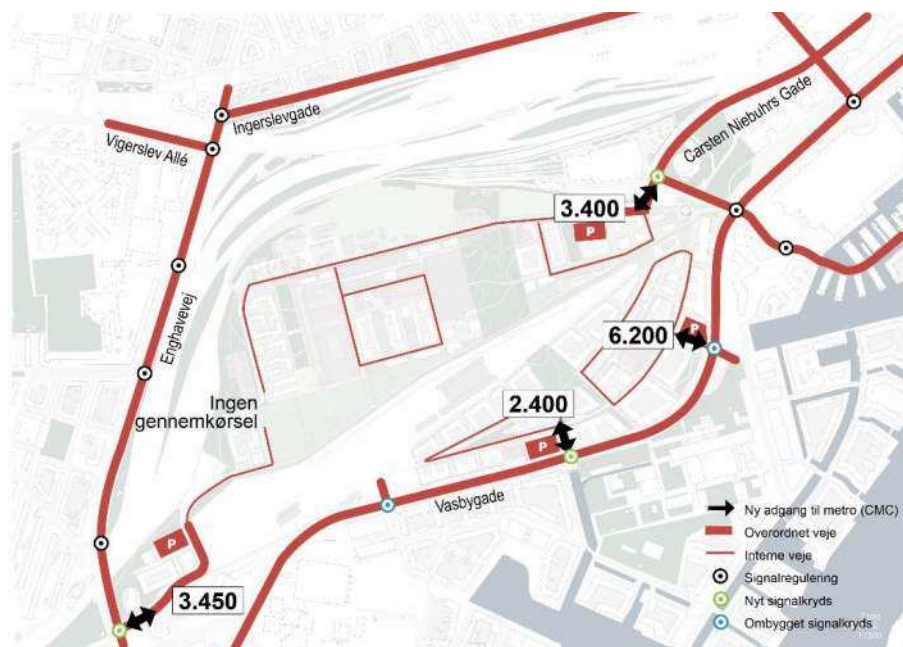 Ingerslevgade
Vigerslev Allé
Carsten Niebuhrs Gade
3.400
P
Enghavevej
P
6.200
Ingen
gennemkørsel
2.400
P
Vasbygade
P
3.450
Ny adgang til metro (CMC)
Overordnet veje
Interne veje
Signalregulering
Nyt signalkryds
Ombygget signalkryds